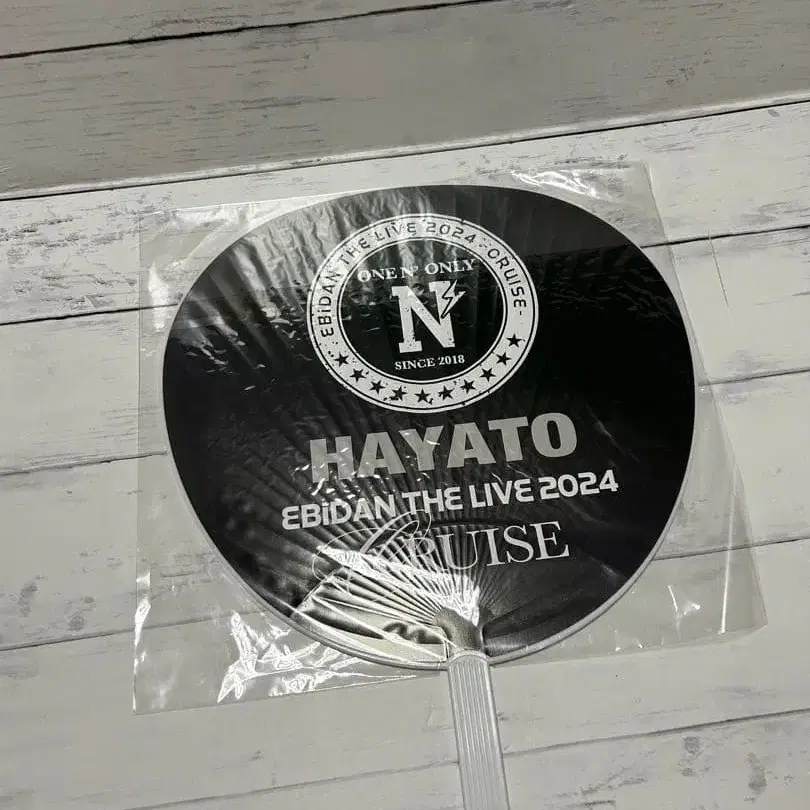 EBiDAN THE LIVE 2024 -CRUISE-
ONE N' ONLY
N
SINCE 2018
HAYATO
EBiDAN THE LIVE 2024
CRUISE